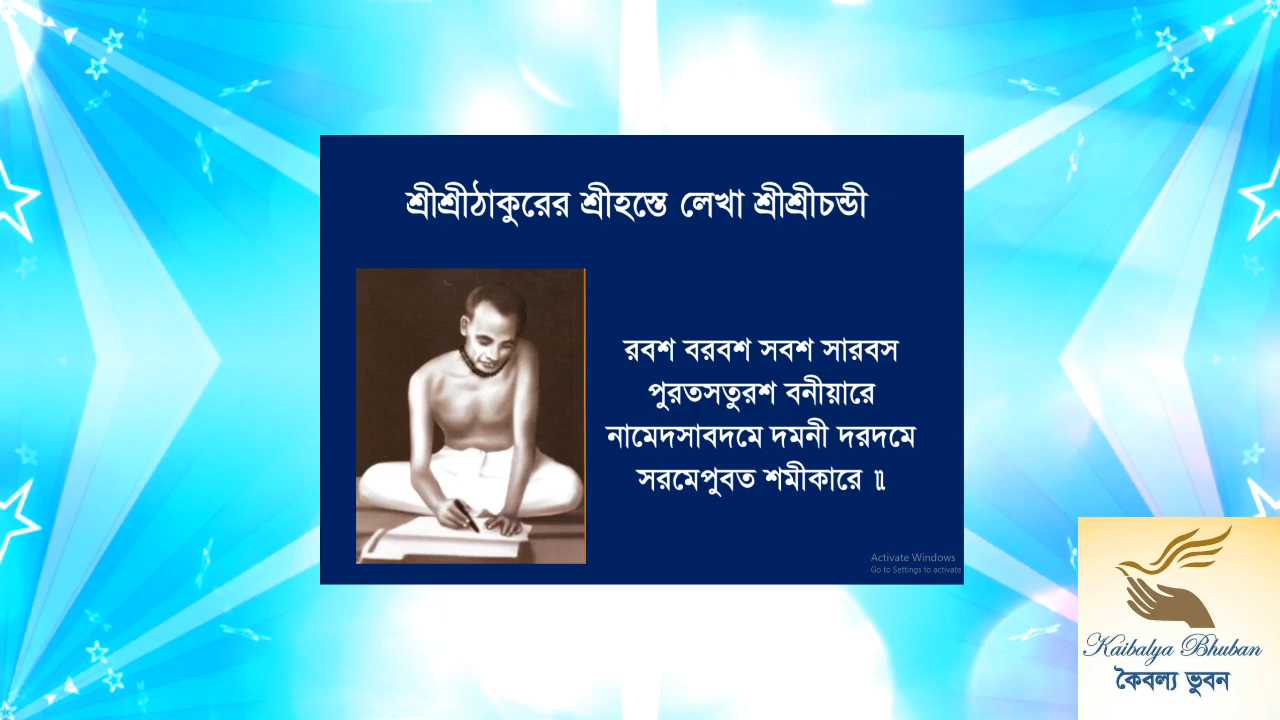 শ্রীশ্রীঠাকুরের শ্রীহস্তে লেখা শ্রীশ্রীচন্ডী
রবশ বরবশ সবশ সারবস
পুরতসতুরশ বনীয়ারে
নামেদসাবদমে দমনী দরদমে
সরমেপুবত শমীকারে ॥
Activate Windows
Go to Settings to activate
Kaibalya Bhuban
কৈবল্য ভুবন